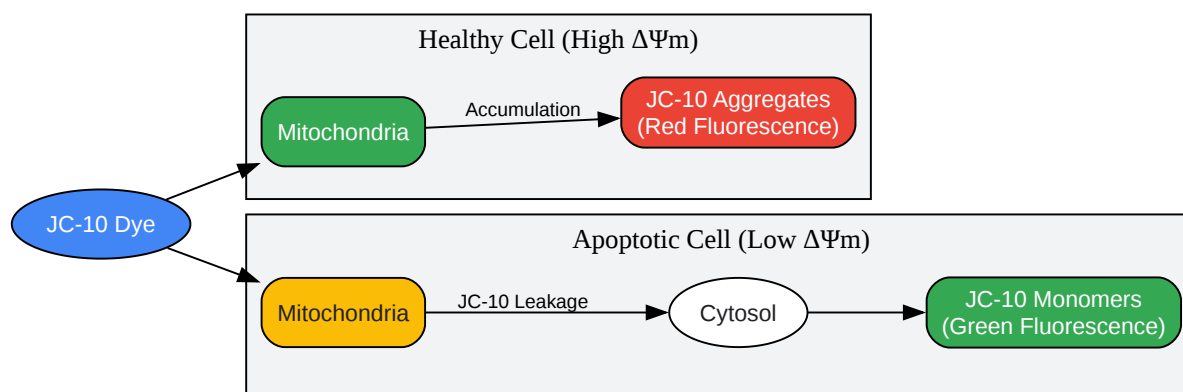 Healthy Cell (High ΔΨm)
Mitochondria
Accumulation
JC-10 Aggregates
(Red Fluorescence)
JC-10 Dye
Apoptotic Cell (Low ΔΨm)
Mitochondria
JC-10 Leakage
Cytosol
JC-10 Monomers
(Green Fluorescence)